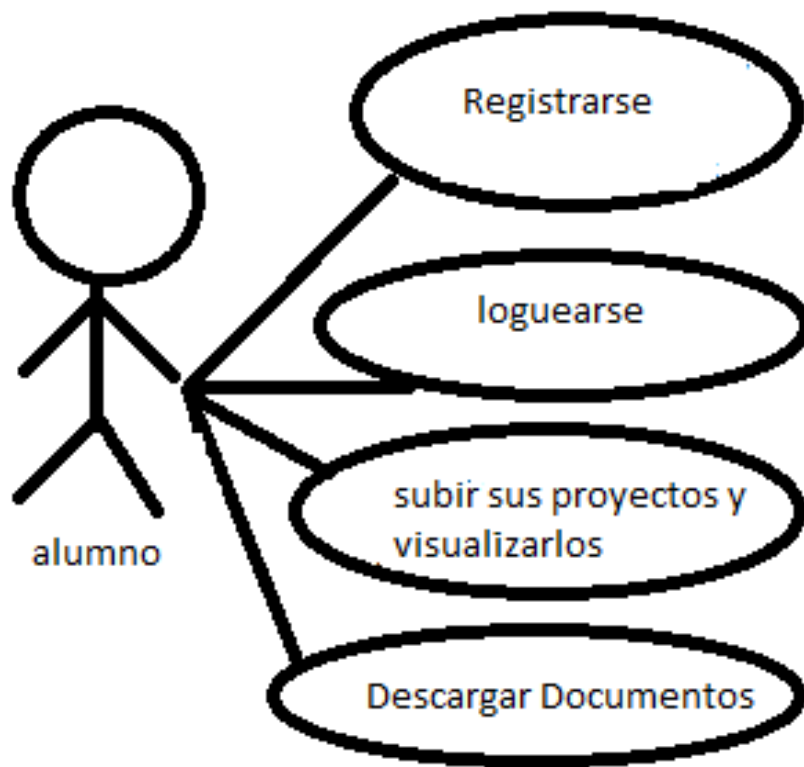 Registrarse
loguearse
subir sus proyectos y
visualizarlos
alumno
Descargar Documentos